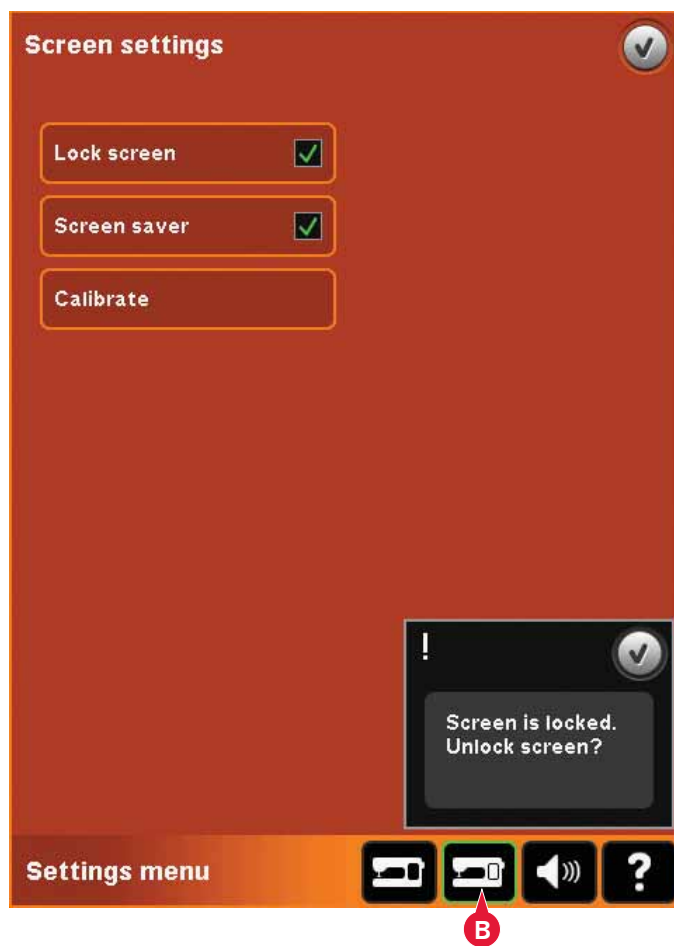 Screen settings
Lock screen
Screen saver
Calibrate
!
Screen is locked.
Unlock screen?
Settings menu
?
B